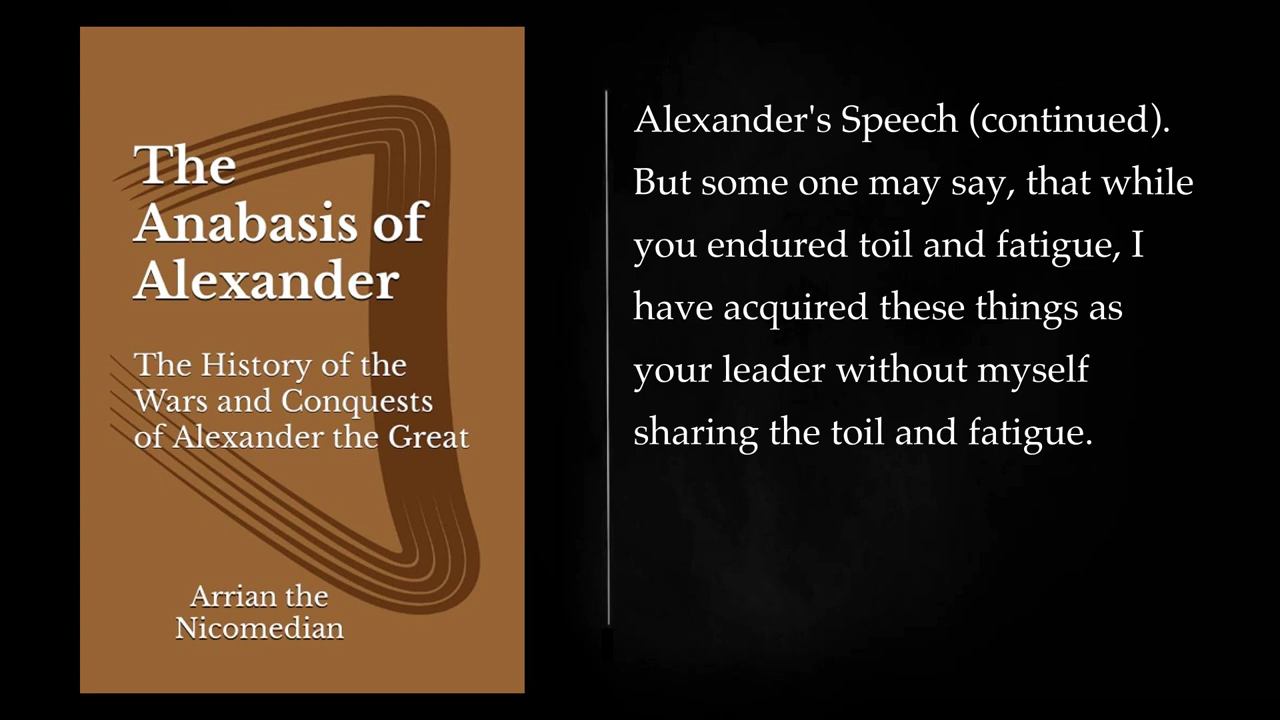 The
Anabasis of
Alexander
The History of the
Wars and Conquests
of Alexander the Great
Arrian the
Nicomedian
Alexander's Speech (continued).
But some one may say, that while
you endured toil and fatigue, I
have acquired these things as
your leader without myself
sharing the toil and fatigue.